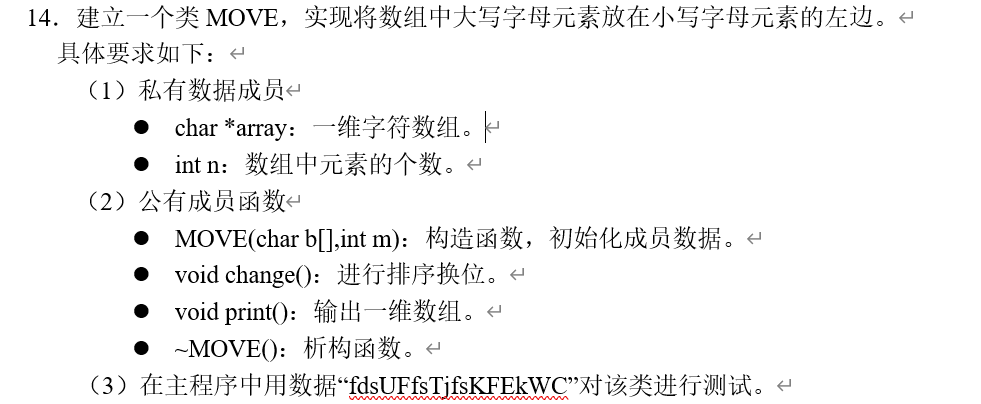 14．建立一个类 MOVE，实现将数组中大写字母元素放在小写字母元素的左边。↵
具体要求如下：↵
（1）私有数据成员↵
● char *array：一维字符数组。↵
● int n：数组中元素的个数。↵
（2）公有成员函数↵
● MOVE(char b[],int m)：构造函数，初始化成员数据。↵
● void change()：进行排序换位。↵
● void print()：输出一维数组。↵
● ~MOVE()：析构函数。↵
（3）在主程序中用数据“fdsUFfsTjfsKFEkWC”对该类进行测试。↵